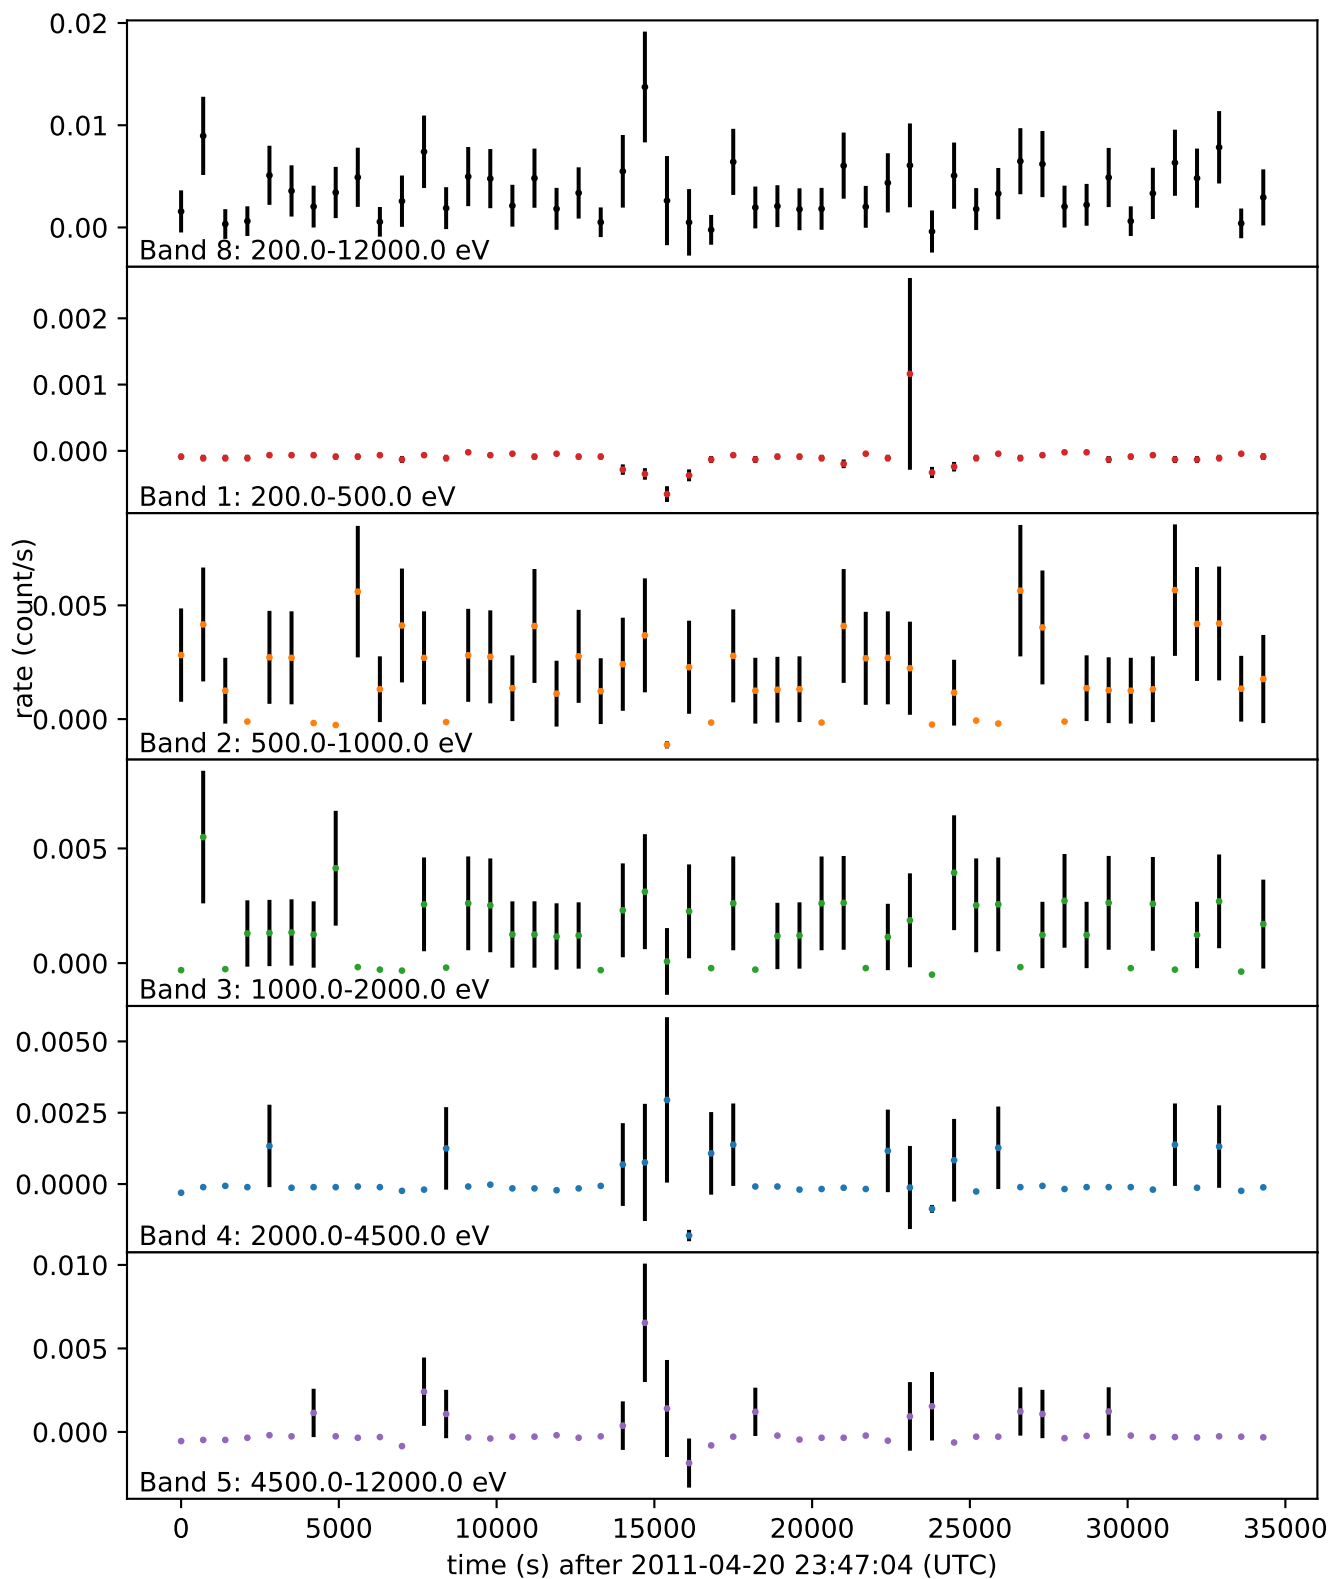 0.02
0.01
0.00
Band 8: 200.0-12000.0 eV
0.002
0.001
0.000
Band 1: 200.0-500.0 eV
rate (count/s)
0.005
0.000
Band 2: 500.0-1000.0 eV
0.005
0.000
Band 3: 1000.0-2000.0 eV
0.0050
0.0025
0.0000
Band 4: 2000.0-4500.0 eV
0.010
0.005
0.000
Band 5: 4500.0-12000.0 eV
0 5000 10000 15000 20000 25000 30000 35000
time (s) after 2011-04-20 23:47:04 (UTC)